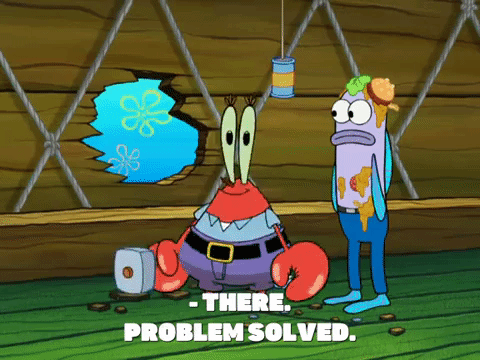 - THERE.
PROBLEM SOLVED.